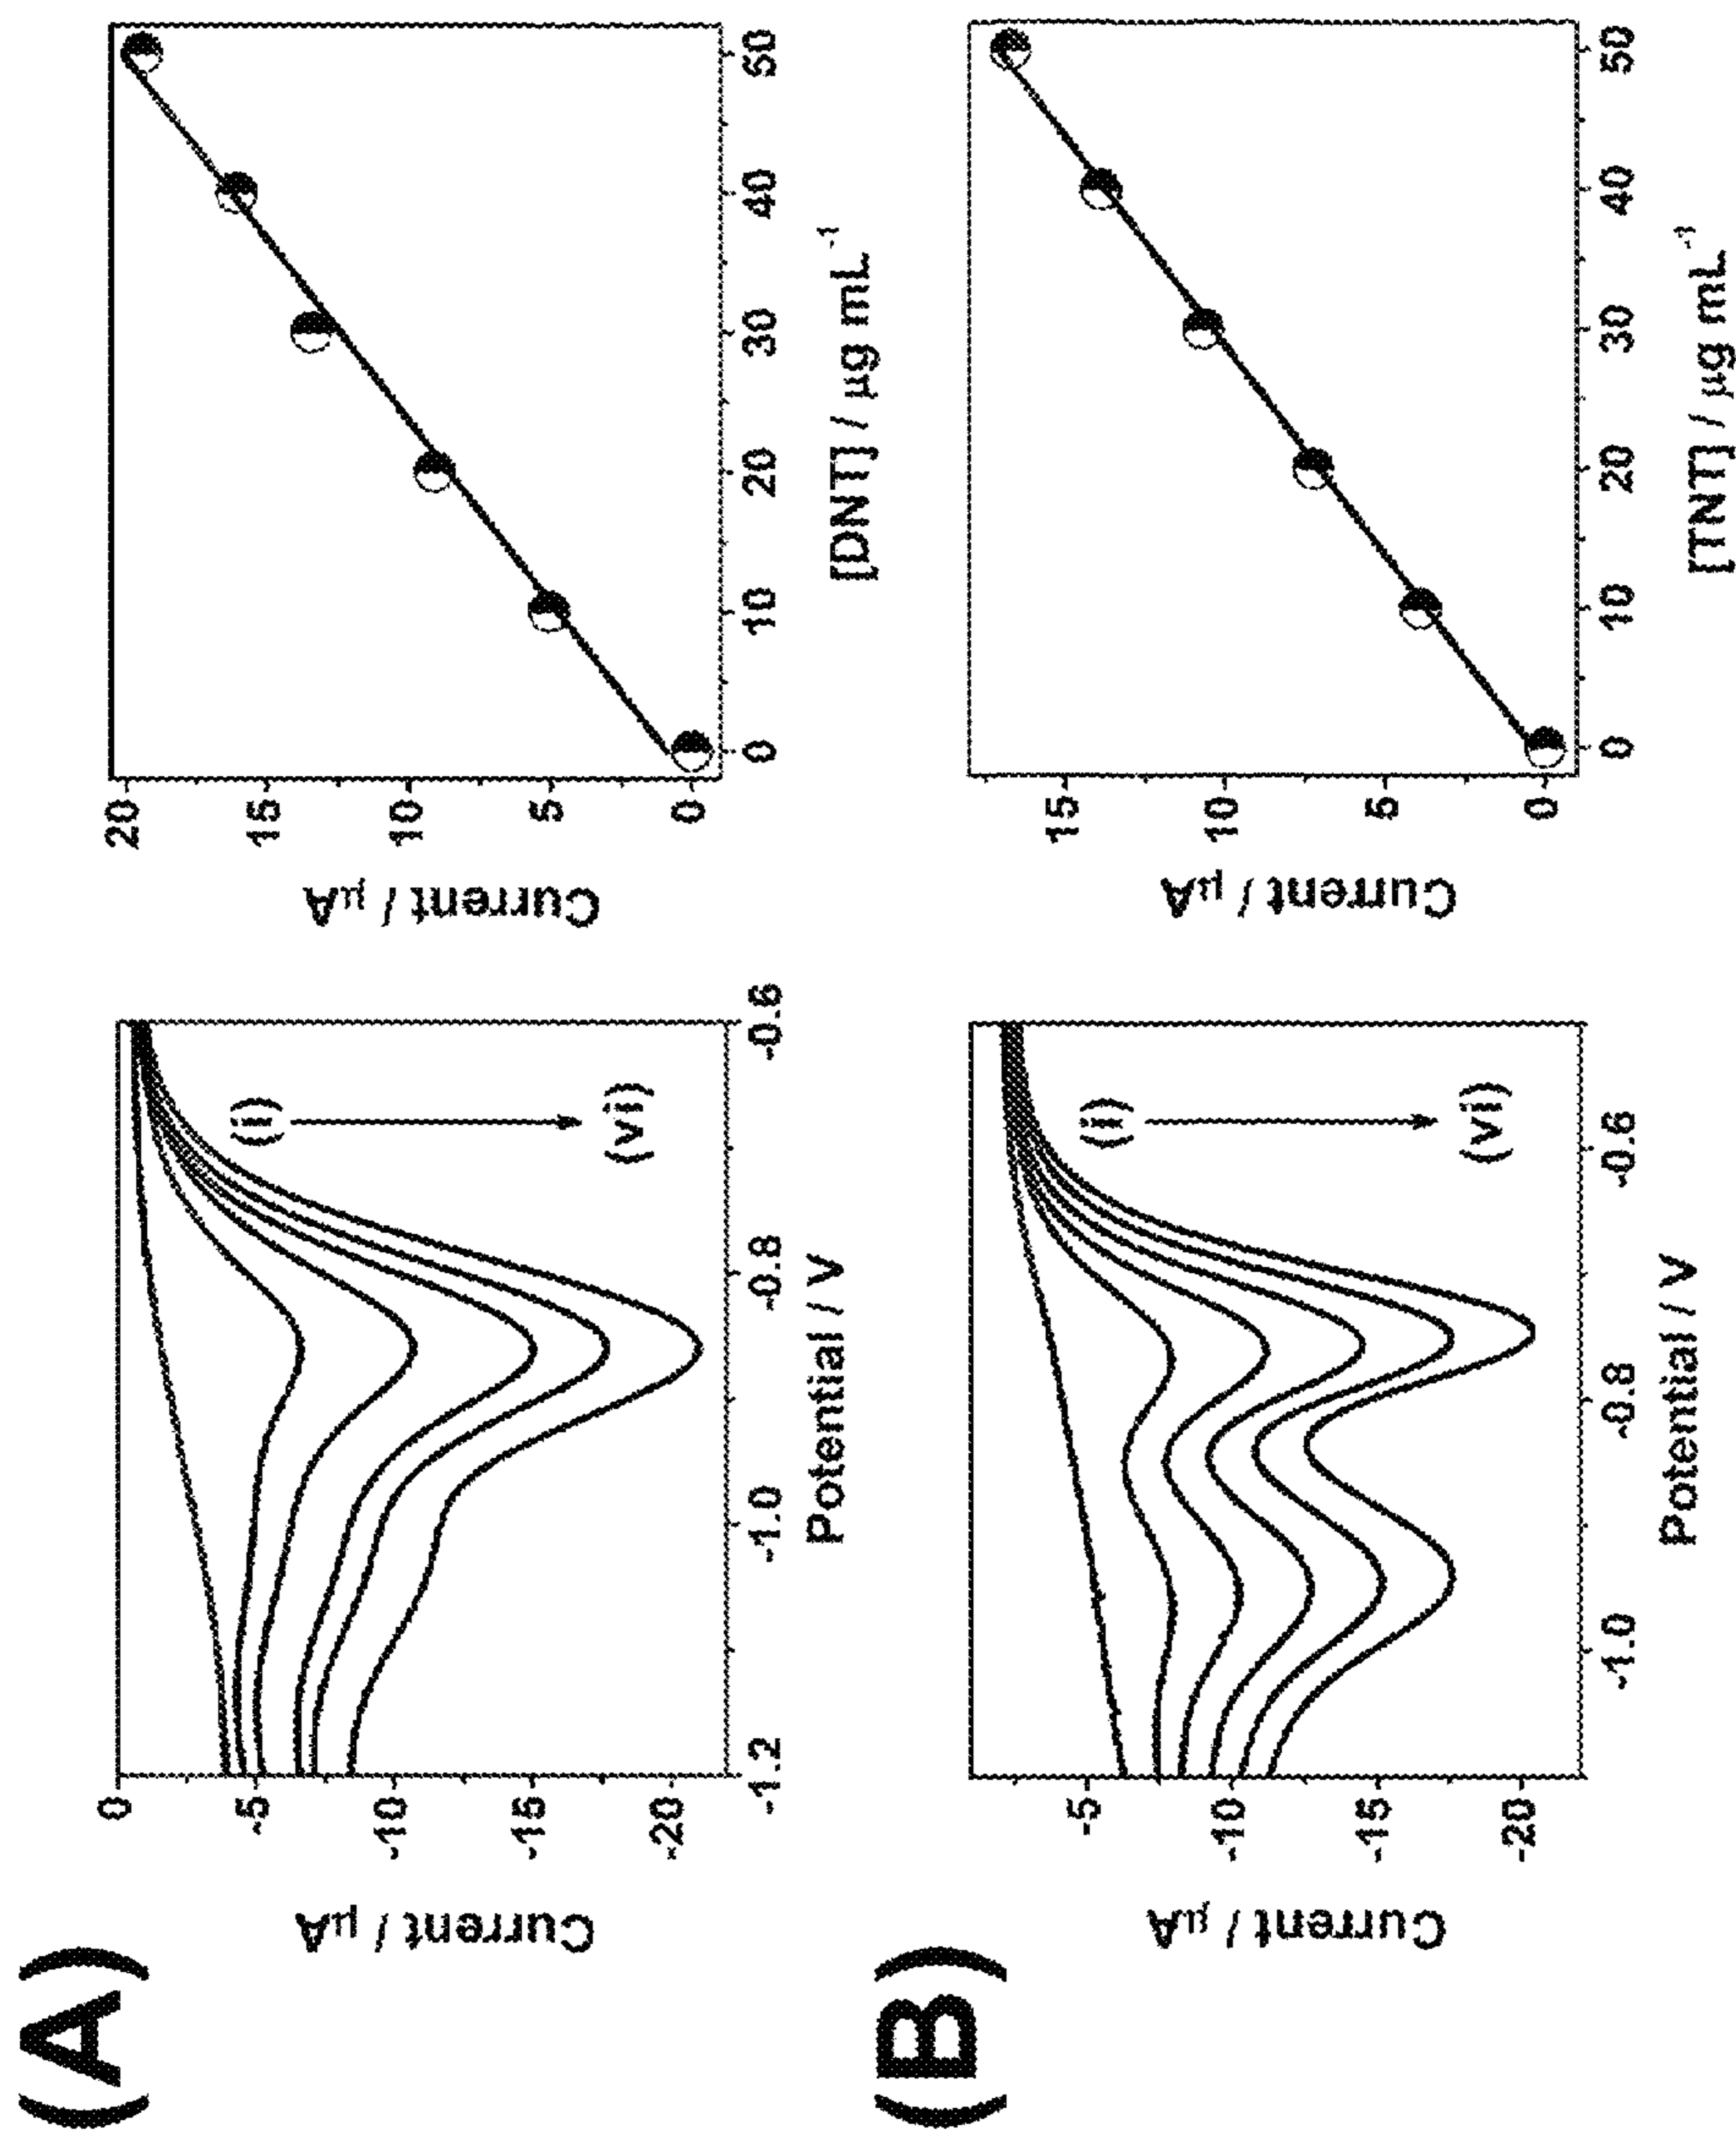 (A)
Current / µA
0
-5
-10
-15
-20
-1.2
-1.0
-0.8
-0.6
Potential / V
(i)
(vi)
Current / µA
20
15
10
5
0
0
10
20
30
40
50
[DNT] / µg mL⁻¹
(B)
Current / µA
-5
-10
-15
-20
-1.0
-0.8
-0.6
Potential / V
(i)
(vi)
Current / µA
15
10
5
0
0
10
20
30
40
50
[TNT] / µg mL⁻¹